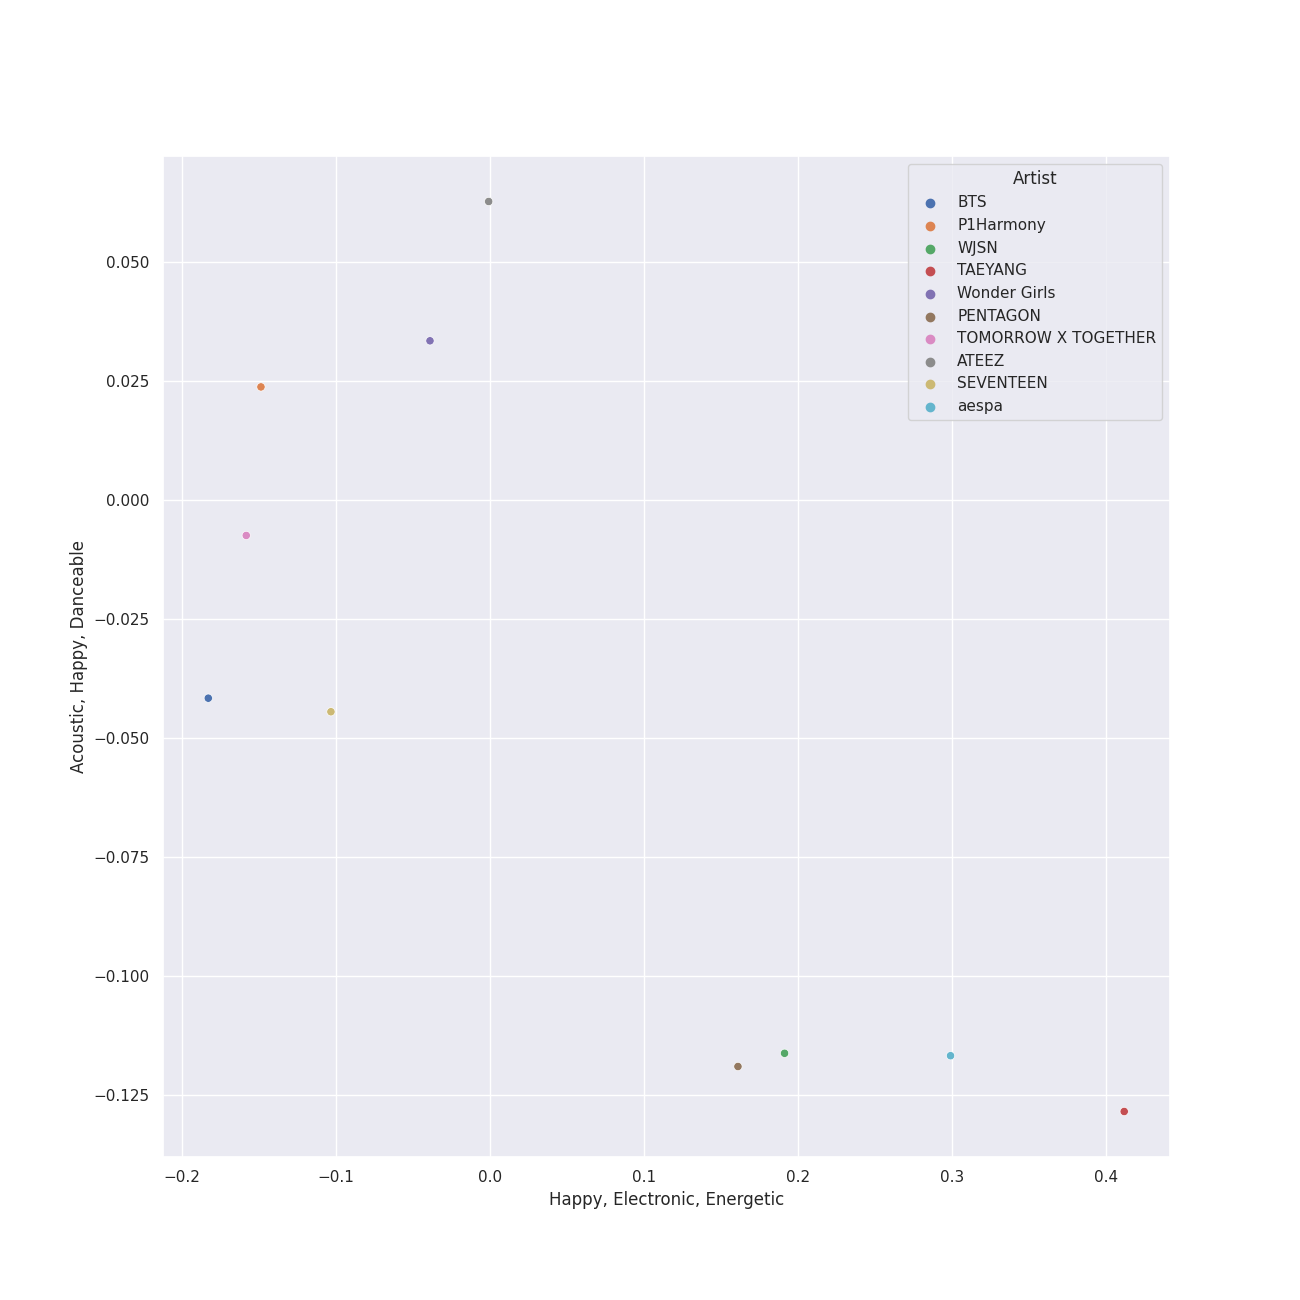 Artist
BTS
P1Harmony
WJSN
TAEYANG
Wonder Girls
PENTAGON
TOMORROW X TOGETHER
ATEEZ
SEVENTEEN
aespa
0.050
0.025
0.000
−0.025
−0.050
−0.075
−0.100
−0.125
Acoustic, Happy, Danceable
−0.2 −0.1 0.0 0.1 0.2 0.3 0.4
Happy, Electronic, Energetic